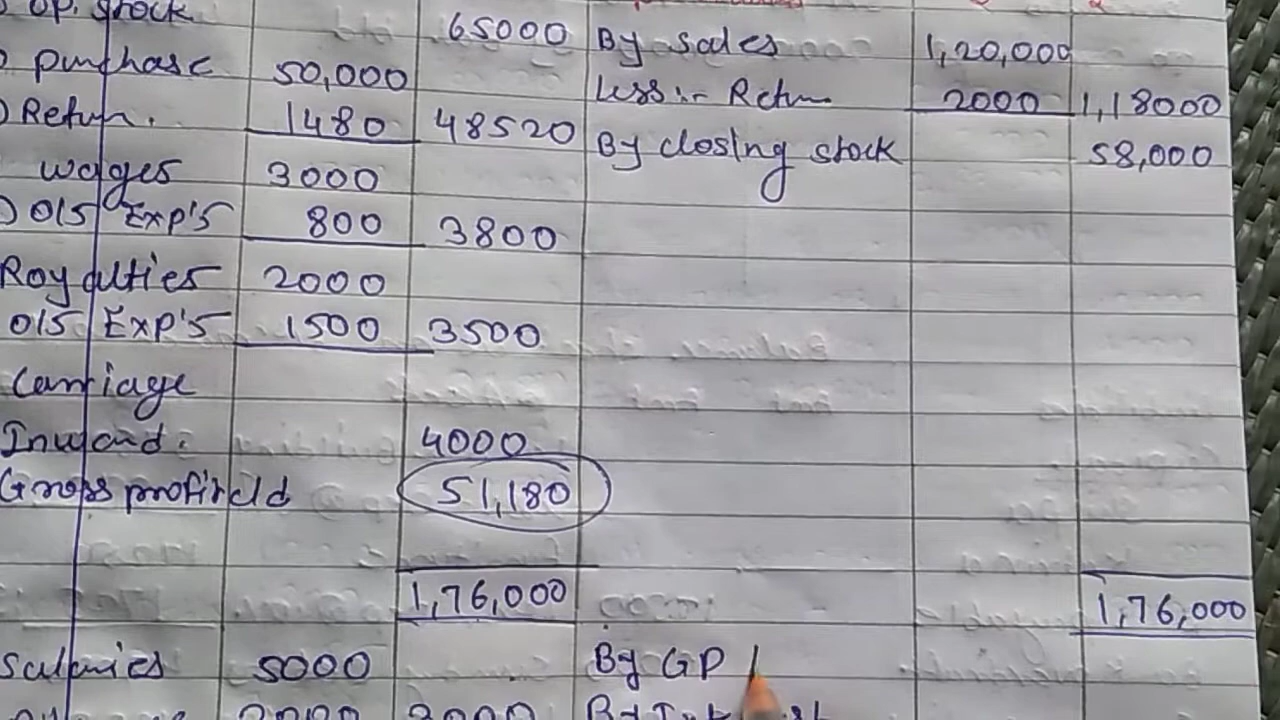 Op. stock 65000 By sales 1,20,000
Purchase 50,000 Less:- Return 2000 1,18000
Return. 1480 48520 By closing stock 58,000
wages 3000
O/S Exp's 800 3800
Royalties 2000
O/S Exp's 1500 3500
Carriage
Inward. 4000
Gross profit c/d 51,180
1,76,000 1,76,000
Salaries 5000 By GP